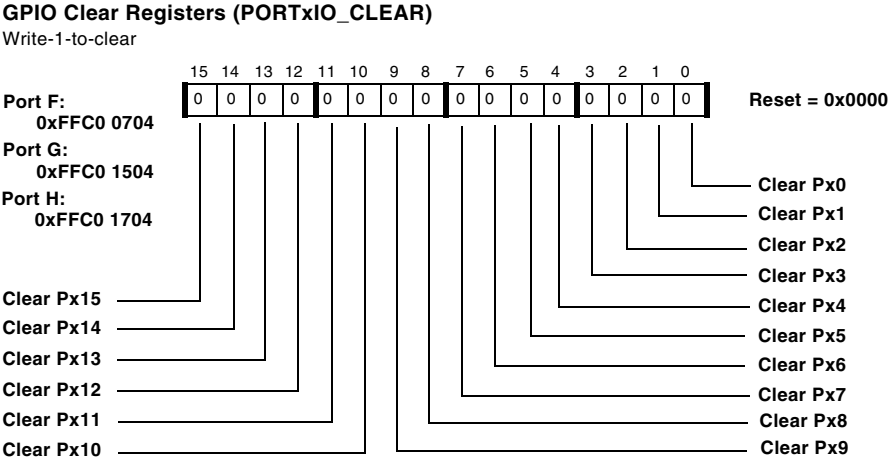 GPIO Clear Registers (PORTxIO_CLEAR)
Write-1-to-clear
15 14 13 12 11 10 9 8 7 6 5 4 3 2 1 0
0 0 0 0 0 0 0 0 0 0 0 0 0 0 0 0
Reset = 0x0000
Port F:
0xFFC0 0704
Port G:
0xFFC0 1504
Port H:
0xFFC0 1704
Clear Px15
Clear Px14
Clear Px13
Clear Px12
Clear Px11
Clear Px10
Clear Px0
Clear Px1
Clear Px2
Clear Px3
Clear Px4
Clear Px5
Clear Px6
Clear Px7
Clear Px8
Clear Px9